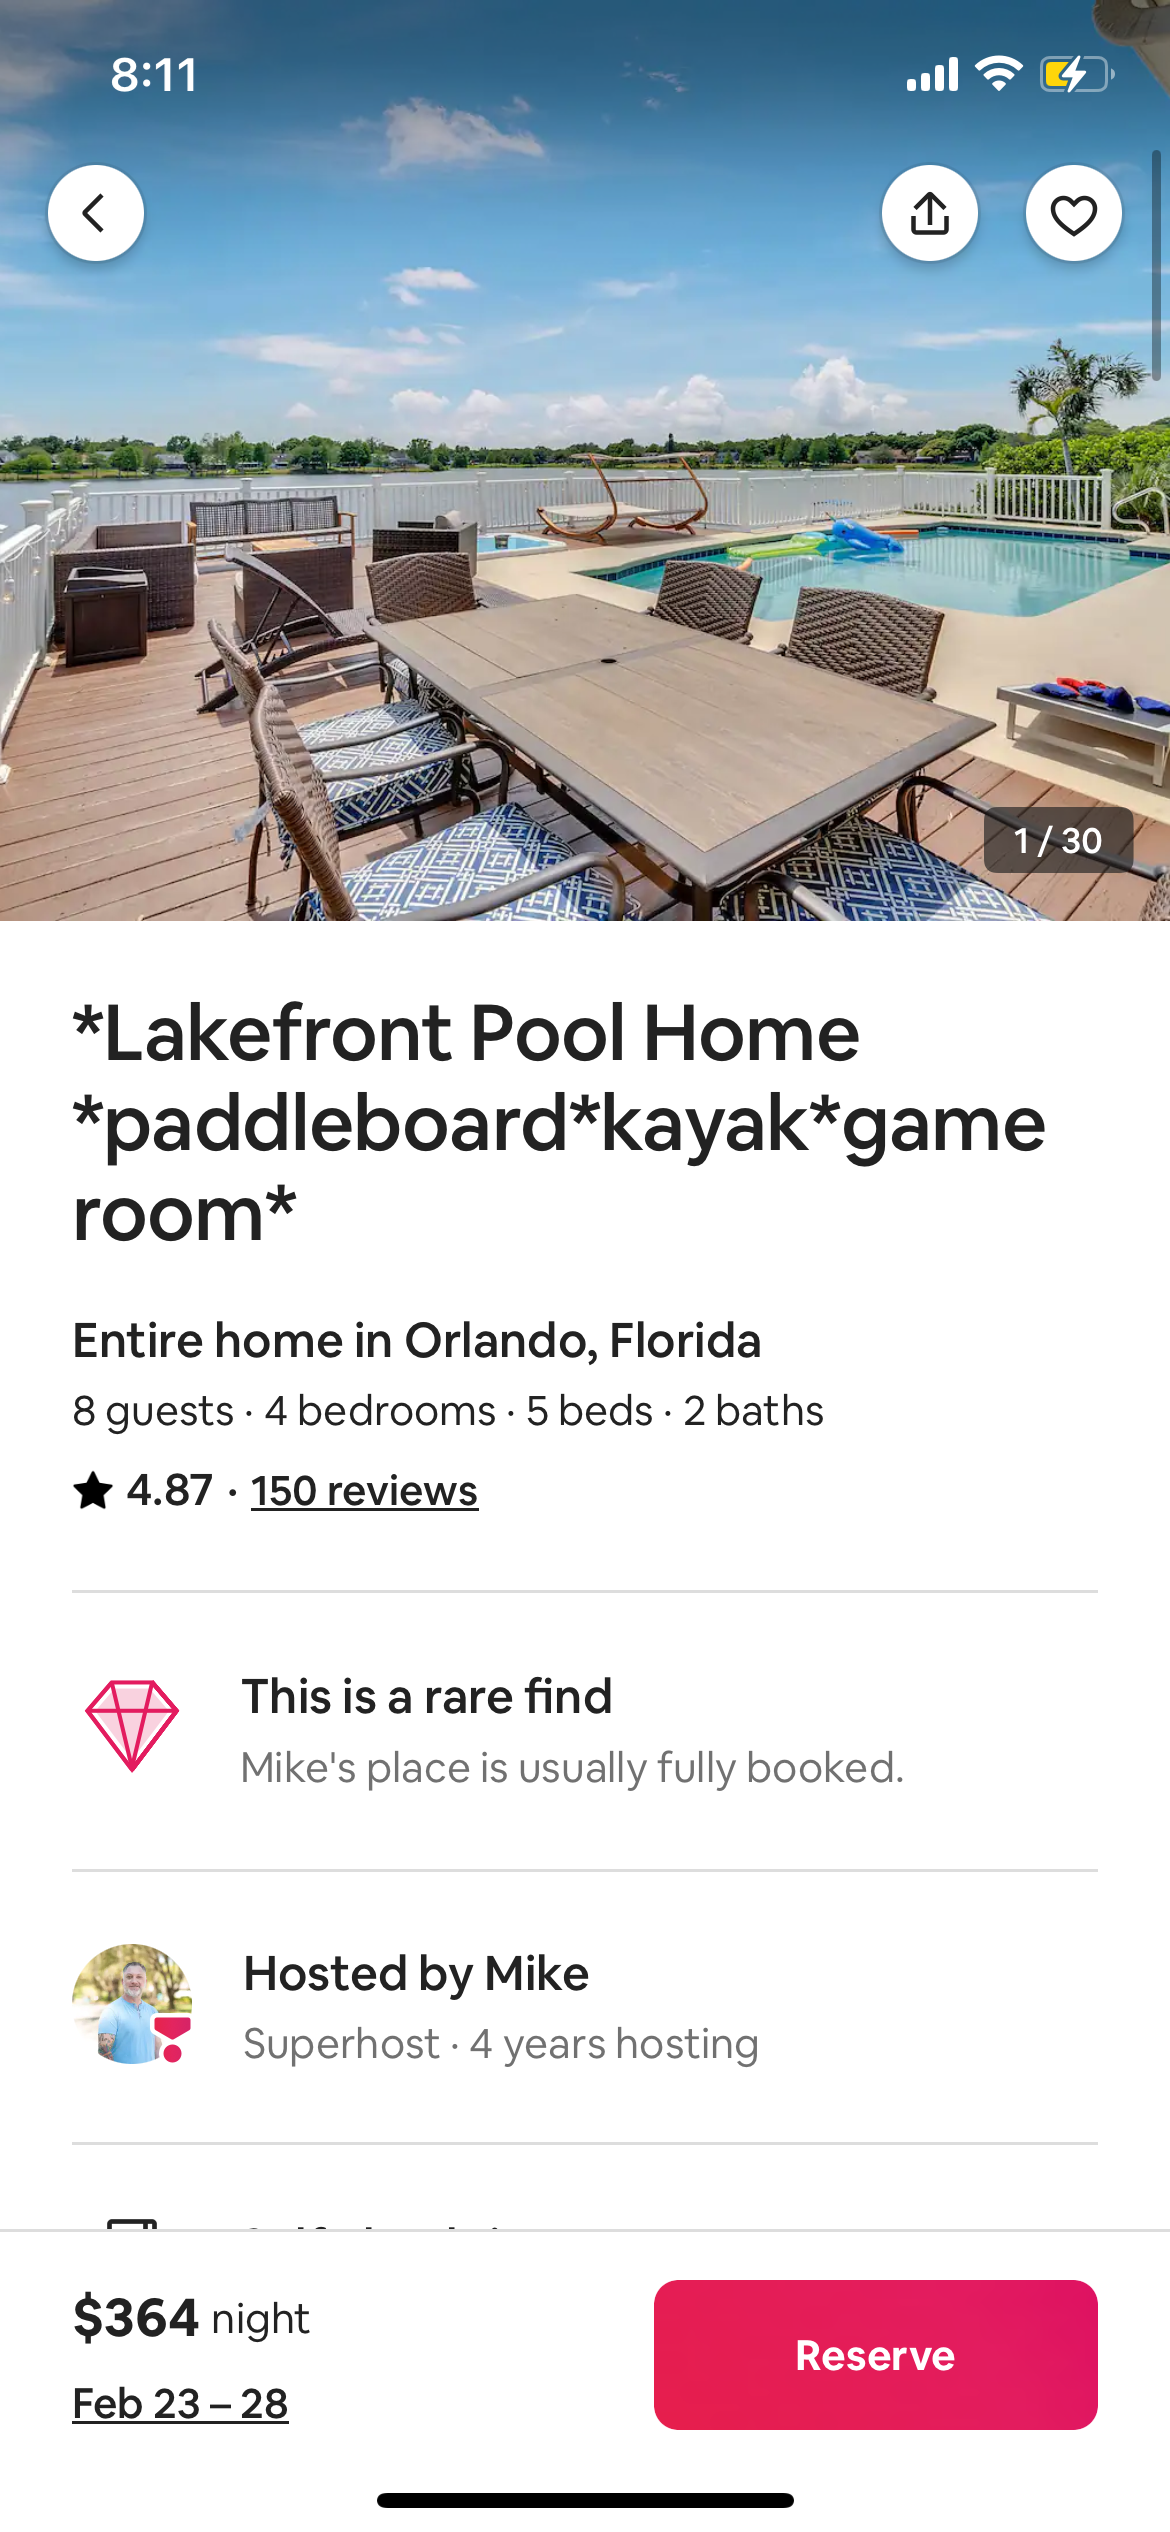 8:11
1 / 30
*Lakefront Pool Home
*paddleboard*kayak*game
room*
Entire home in Orlando, Florida
8 guests · 4 bedrooms · 5 beds · 2 baths
4.87 · 150 reviews
This is a rare find
Mike's place is usually fully booked.
Hosted by Mike
Superhost · 4 years hosting
$364 night
Reserve
Feb 23 – 28